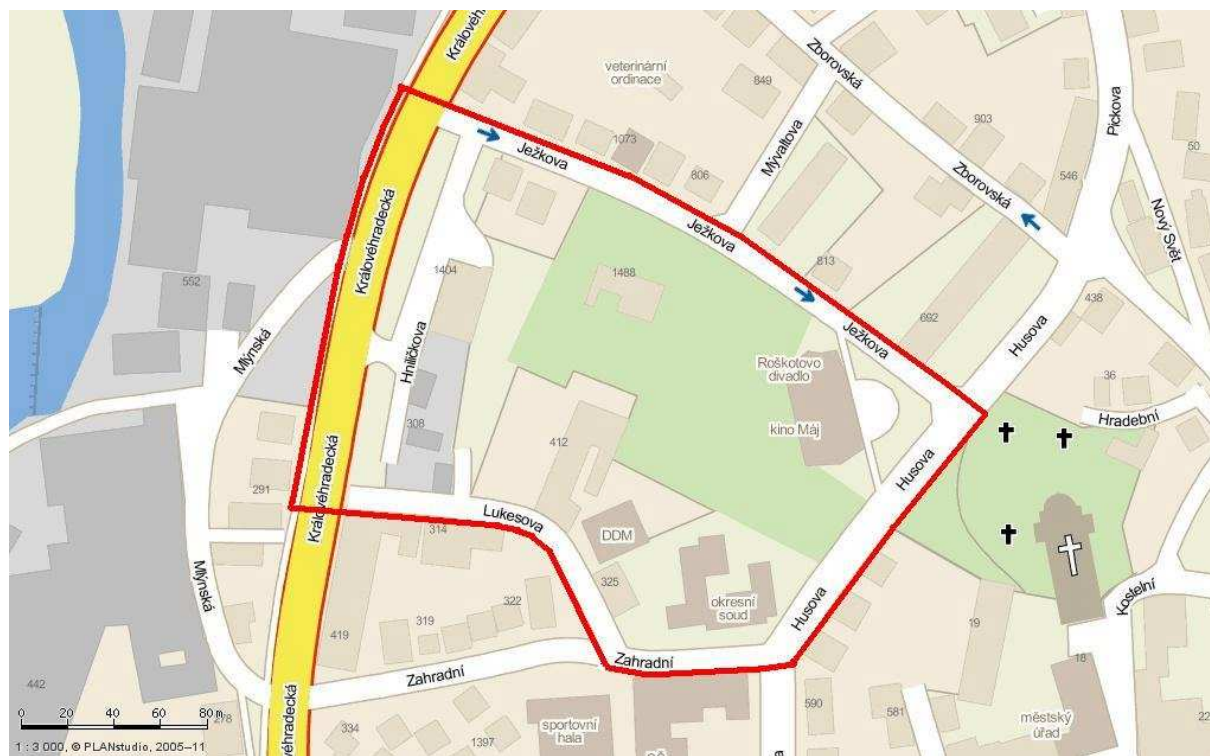 Královéhradecká
Zborovská
Pickova
veterinární
ordinace
849
903
50
1073
Ježkova
Mývaltova
Zborovská
546
806
Královéhradecká
Ježkova
Nový Svět
1404
1488
813
552
438
692
Husova
Mlýnská
Hniličkova
Ježkova
Roškotovo
divadlo
36
308
412
kino Máj
Hradební
291
Královéhradecká
Lukesova
314
Husova
DDM
Mlýnská
325
322
okresní
soud
Husova
19
Kostelní
319
419
Zahradní
Zahradní
18
442
278
0 20 40 60 80m
334
sportovní
hala
1397
590
581
městský
úřad
22
1 : 3 000, © PLANstudio, 2005–11